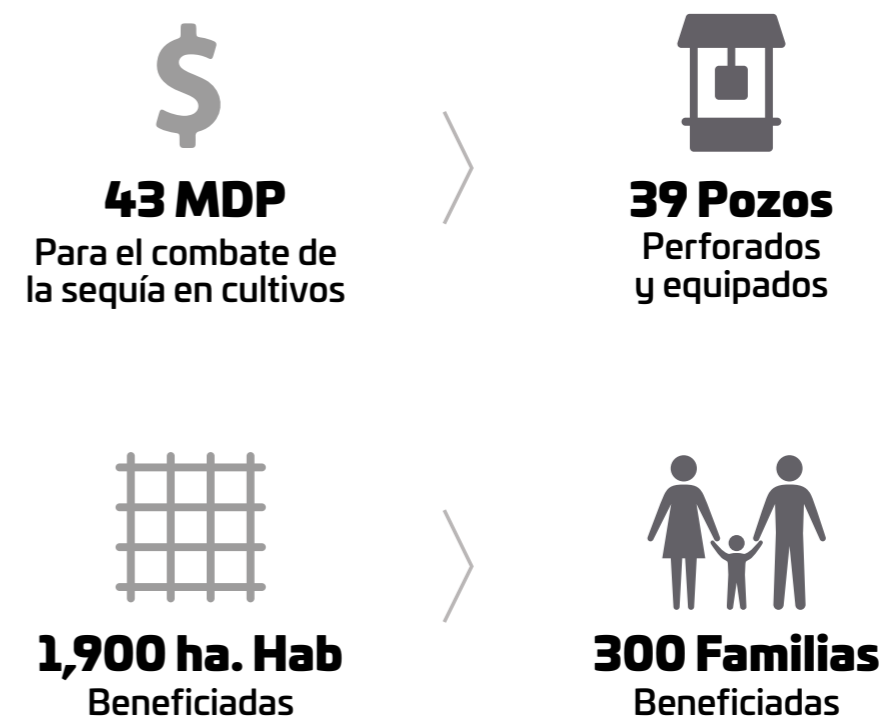 43 MDP
Para el combate de
la sequía en cultivos
39 Pozos
Perforados
y equipados
1,900 ha. Hab
Beneficiadas
300 Familias
Beneficiadas